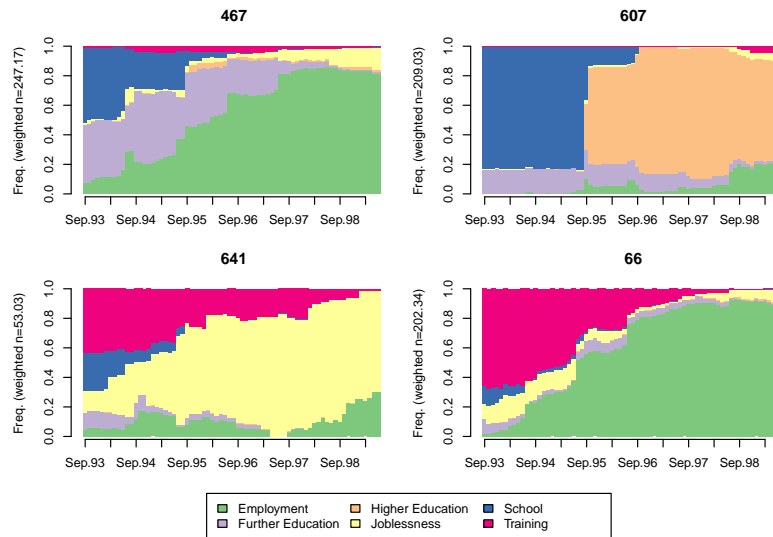 467
607
Freq. (weighted n=247.17)
0.0 0.2 0.4 0.6 0.8 1.0
Sep.93 Sep.94 Sep.95 Sep.96 Sep.97 Sep.98
Freq. (weighted n=209.03)
0.0 0.2 0.4 0.6 0.8 1.0
Sep.93 Sep.94 Sep.95 Sep.96 Sep.97 Sep.98
641
66
Freq. (weighted n=53.03)
0.0 0.2 0.4 0.6 0.8 1.0
Sep.93 Sep.94 Sep.95 Sep.96 Sep.97 Sep.98
Freq. (weighted n=202.34)
0.0 0.2 0.4 0.6 0.8 1.0
Sep.93 Sep.94 Sep.95 Sep.96 Sep.97 Sep.98
Employment Higher Education School
Further Education Joblessness Training